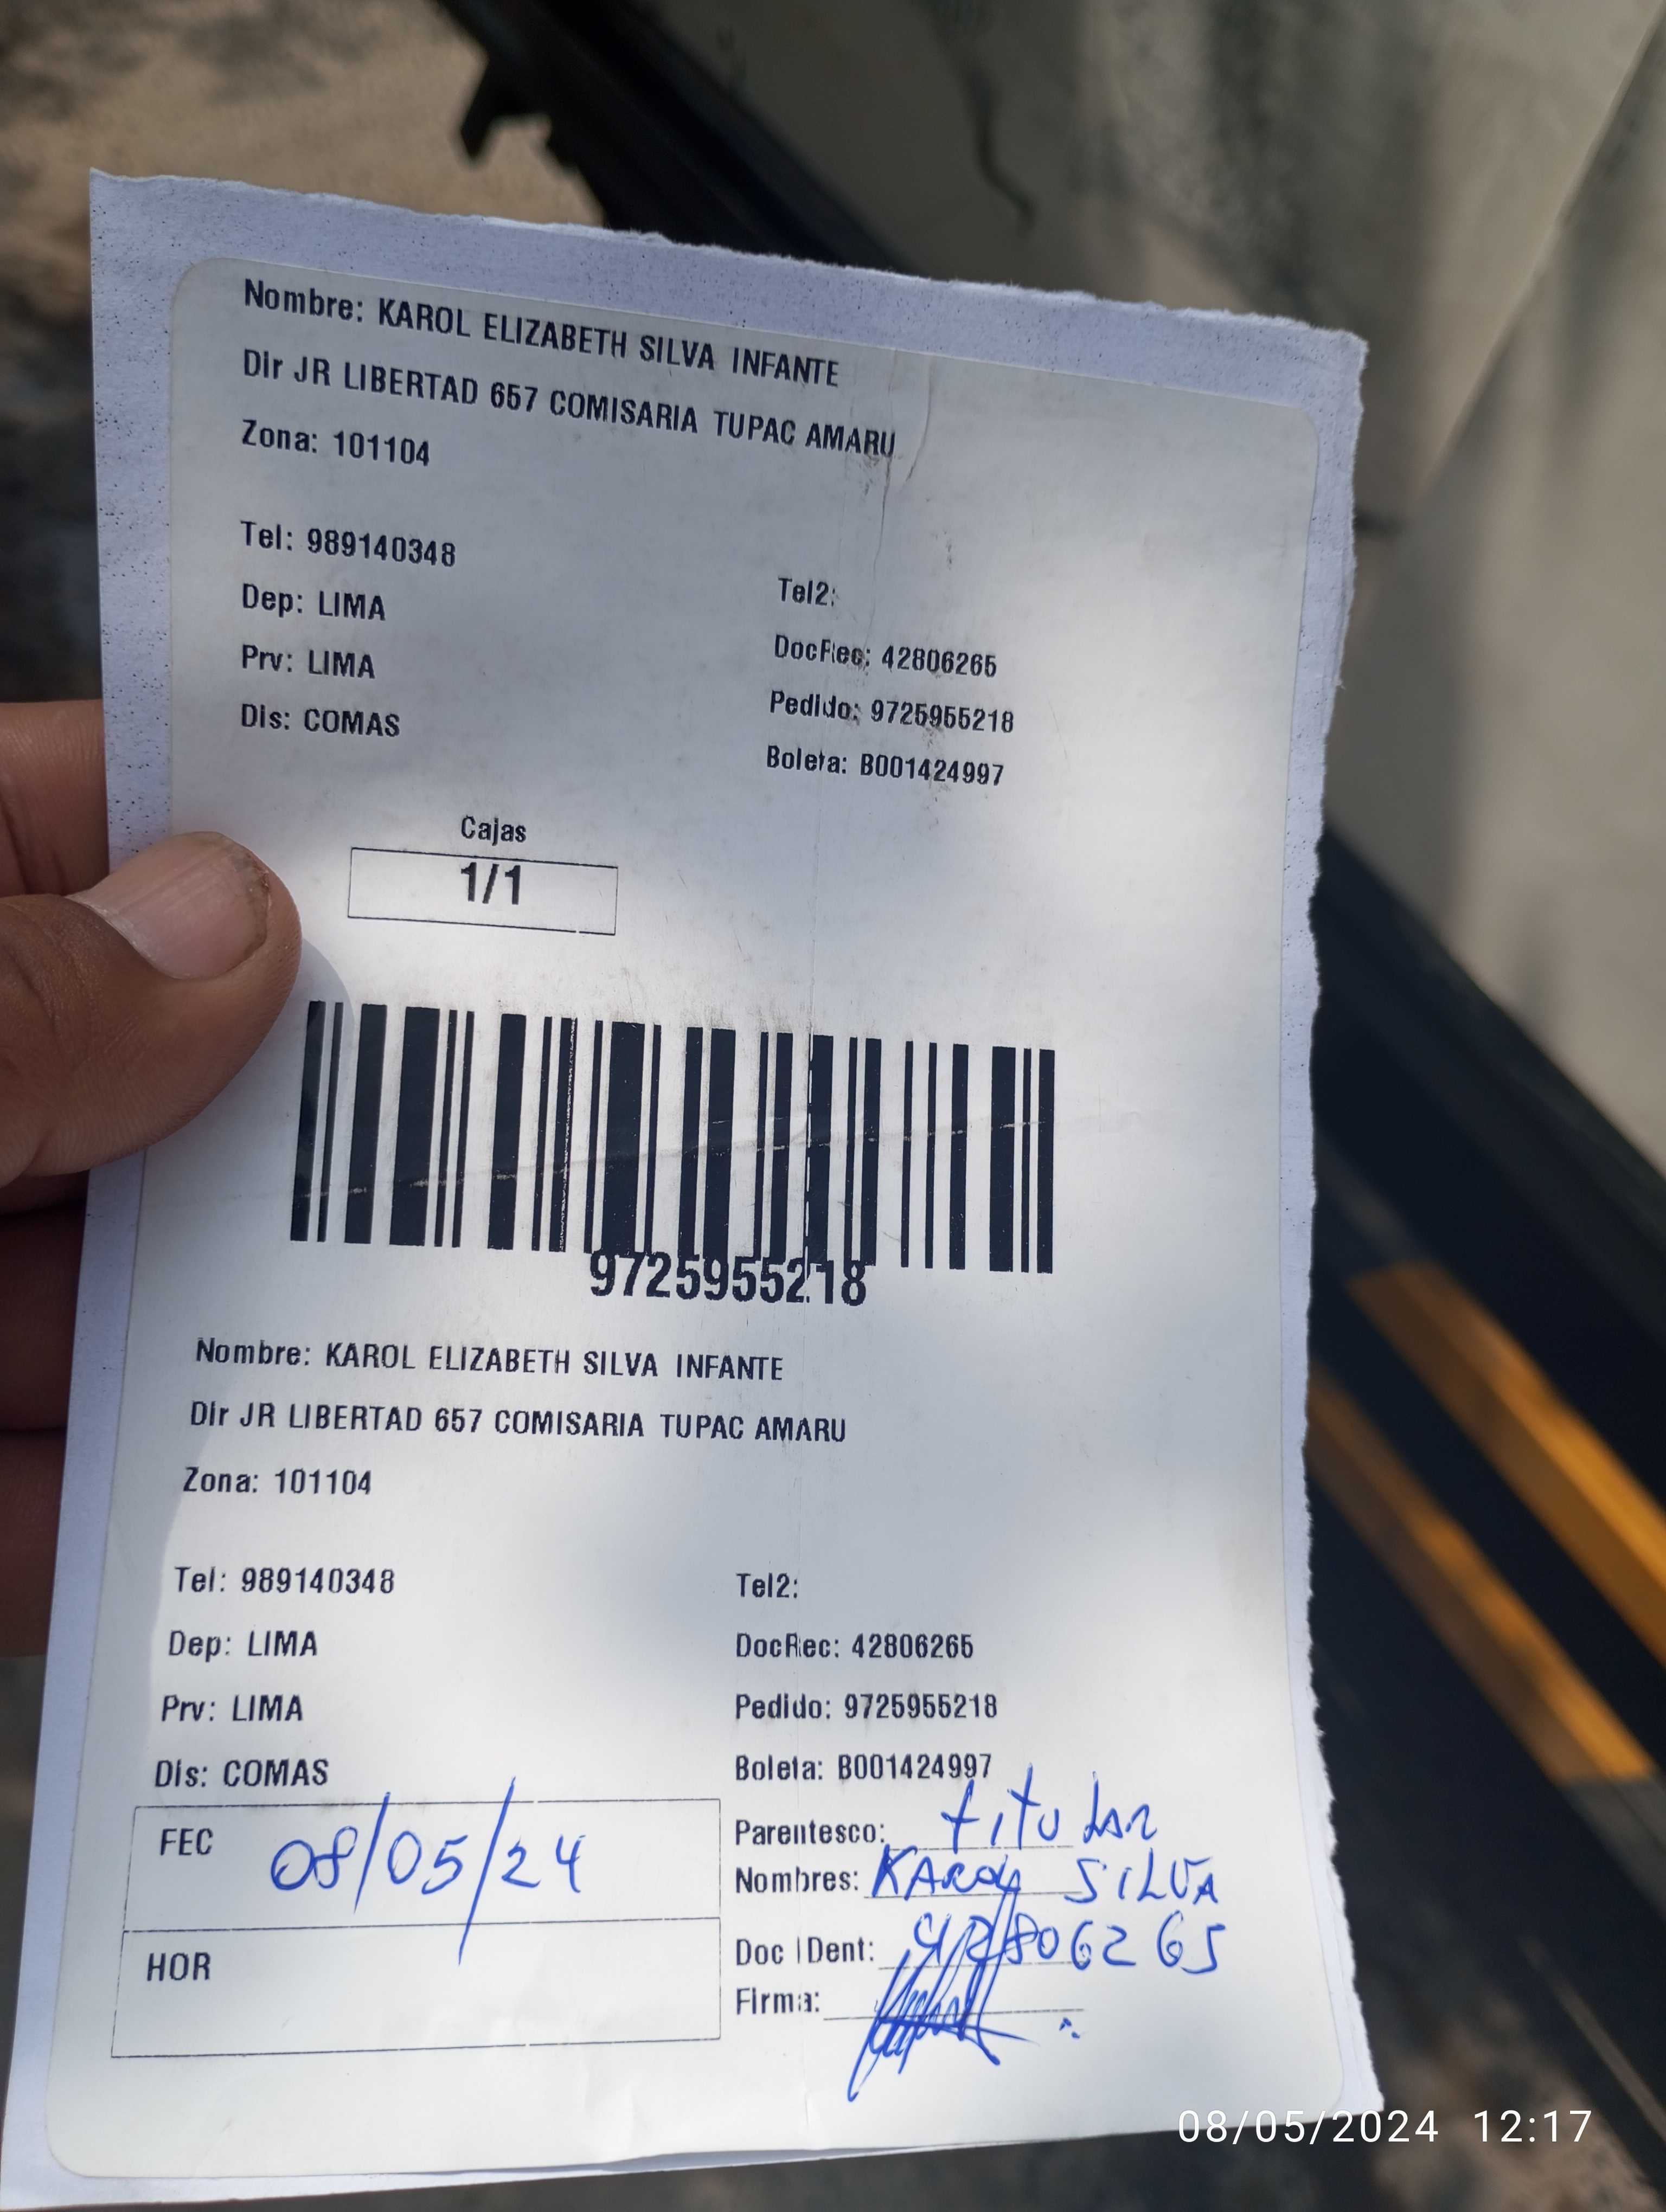 Nombre: KAROL ELIZABETH SILVA INFANTE
Dir JR LIBERTAD 657 COMISARIA TUPAC AMARU
Zona: 101104
Tel: 989140348
Tel2:
Dep: LIMA
DocRec: 42806265
Prv: LIMA
Pedido: 9725955218
Dis: COMAS
Boleta: B001424997
Cajas
1/1
9725955218
Nombre: KAROL ELIZABETH SILVA INFANTE
Dir JR LIBERTAD 657 COMISARIA TUPAC AMARU
Zona: 101104
Tel: 989140348
Tel2:
Dep: LIMA
DocRec: 42806265
Prv: LIMA
Pedido: 9725955218
Dis: COMAS
Boleta: B001424997
FEC 08/05/24
Parentesco: titular
Nombres: KAROL SILVA
HOR
Doc IDent: 42806265
Firma:
08/05/2024 12:17